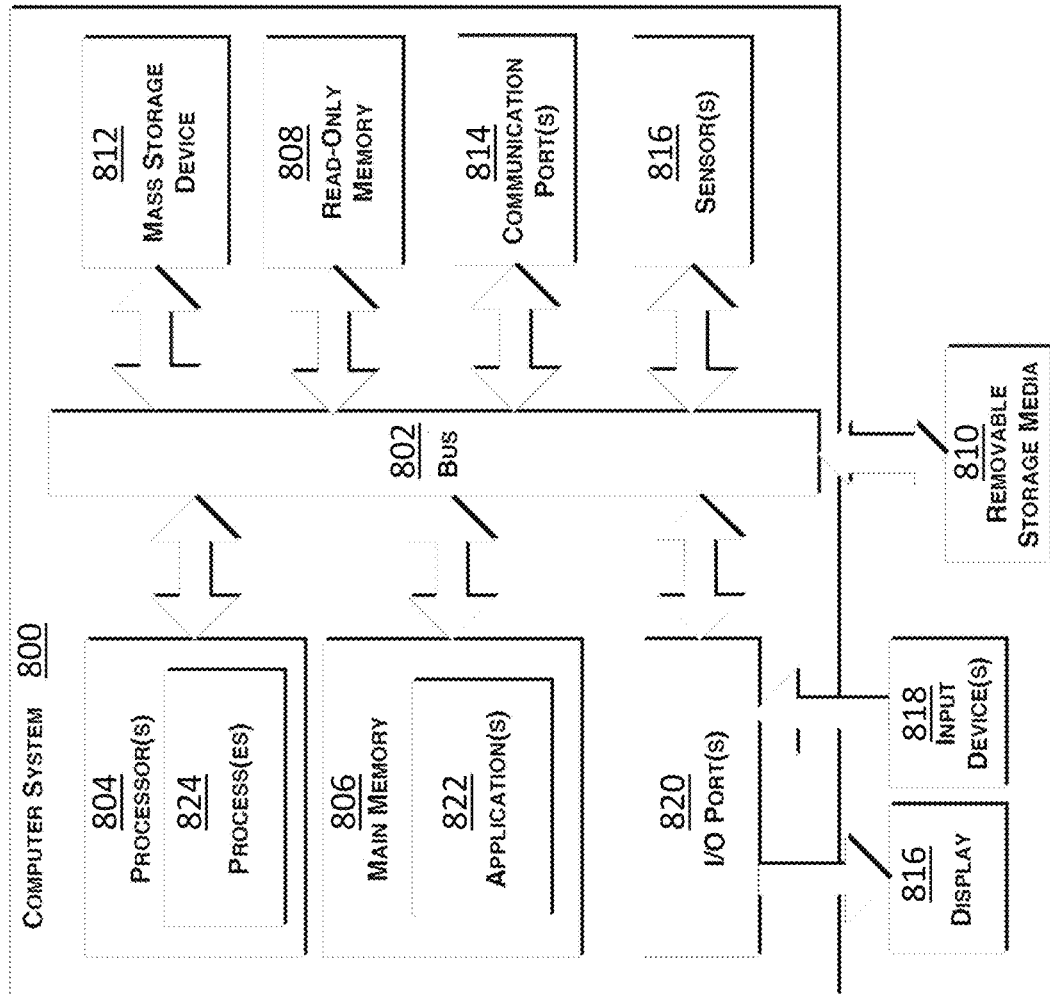 COMPUTER SYSTEM 800
804
PROCESSOR(S)
824
PROCESS(ES)
806
MAIN MEMORY
822
APPLICATION(S)
820
I/O PORT(S)
802
BUS
812
MASS STORAGE
DEVICE
808
READ-ONLY
MEMORY
814
COMMUNICATION
PORT(S)
816
SENSOR(S)
816
DISPLAY
818
INPUT
DEVICE(S)
810
REMOVABLE
STORAGE MEDIA